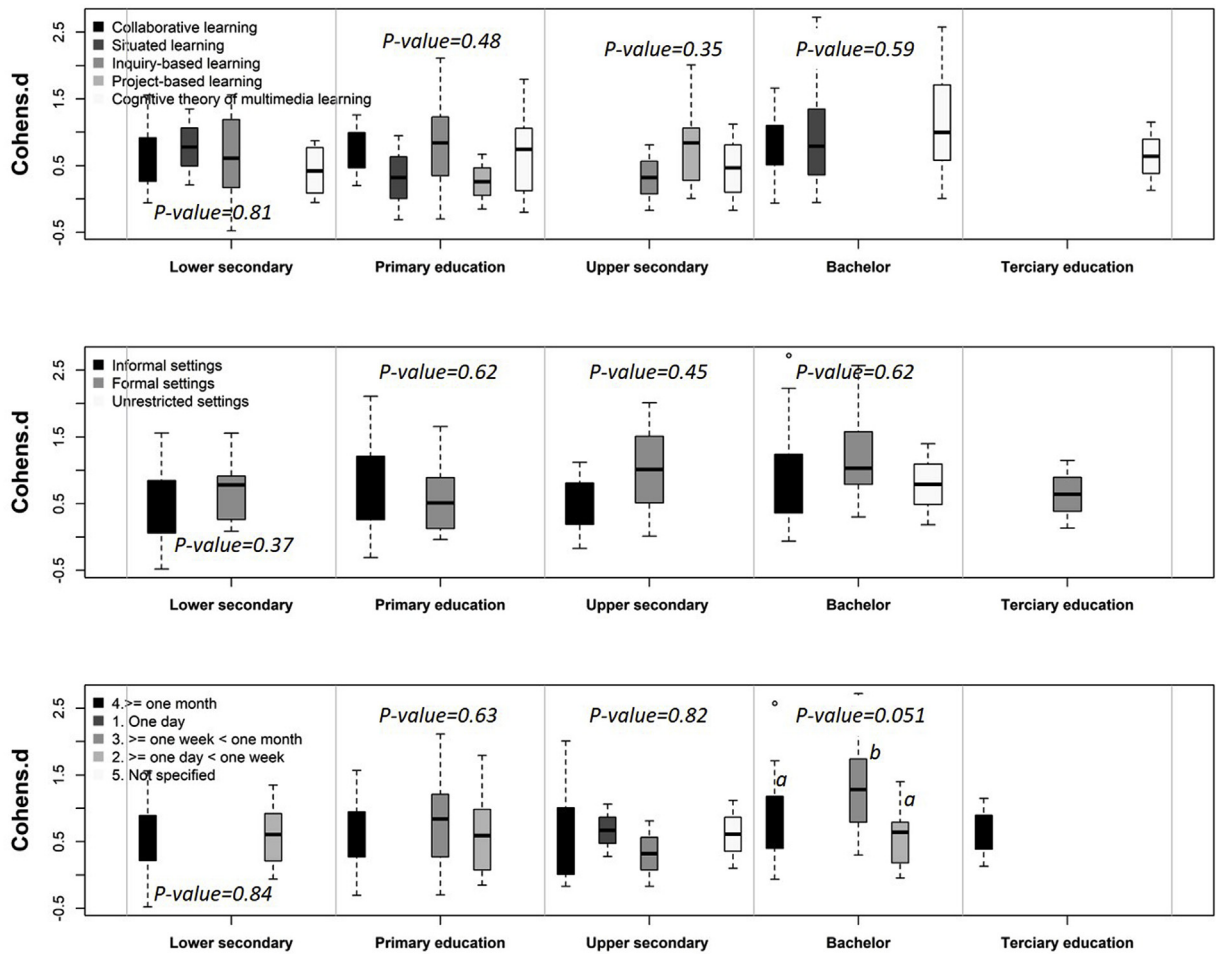 Cohens.d
2.5
1.5
0.5
-0.5
Collaborative learning
Situated learning
Inquiry-based learning
Project-based learning
Cognitive theory of multimedia learning
P-value=0.48
P-value=0.35
P-value=0.59
P-value=0.81
Lower secondary
Primary education
Upper secondary
Bachelor
Terciary education
Cohens.d
2.5
1.5
0.5
-0.5
Informal settings
Formal settings
Unrestricted settings
P-value=0.62
P-value=0.45
P-value=0.62
P-value=0.37
Lower secondary
Primary education
Upper secondary
Bachelor
Terciary education
Cohens.d
2.5
1.5
0.5
-0.5
4.>= one month
1. One day
3. >= one week < one month
2. >= one day < one week
5. Not specified
P-value=0.63
P-value=0.82
P-value=0.051
a
b
a
P-value=0.84
Lower secondary
Primary education
Upper secondary
Bachelor
Terciary education